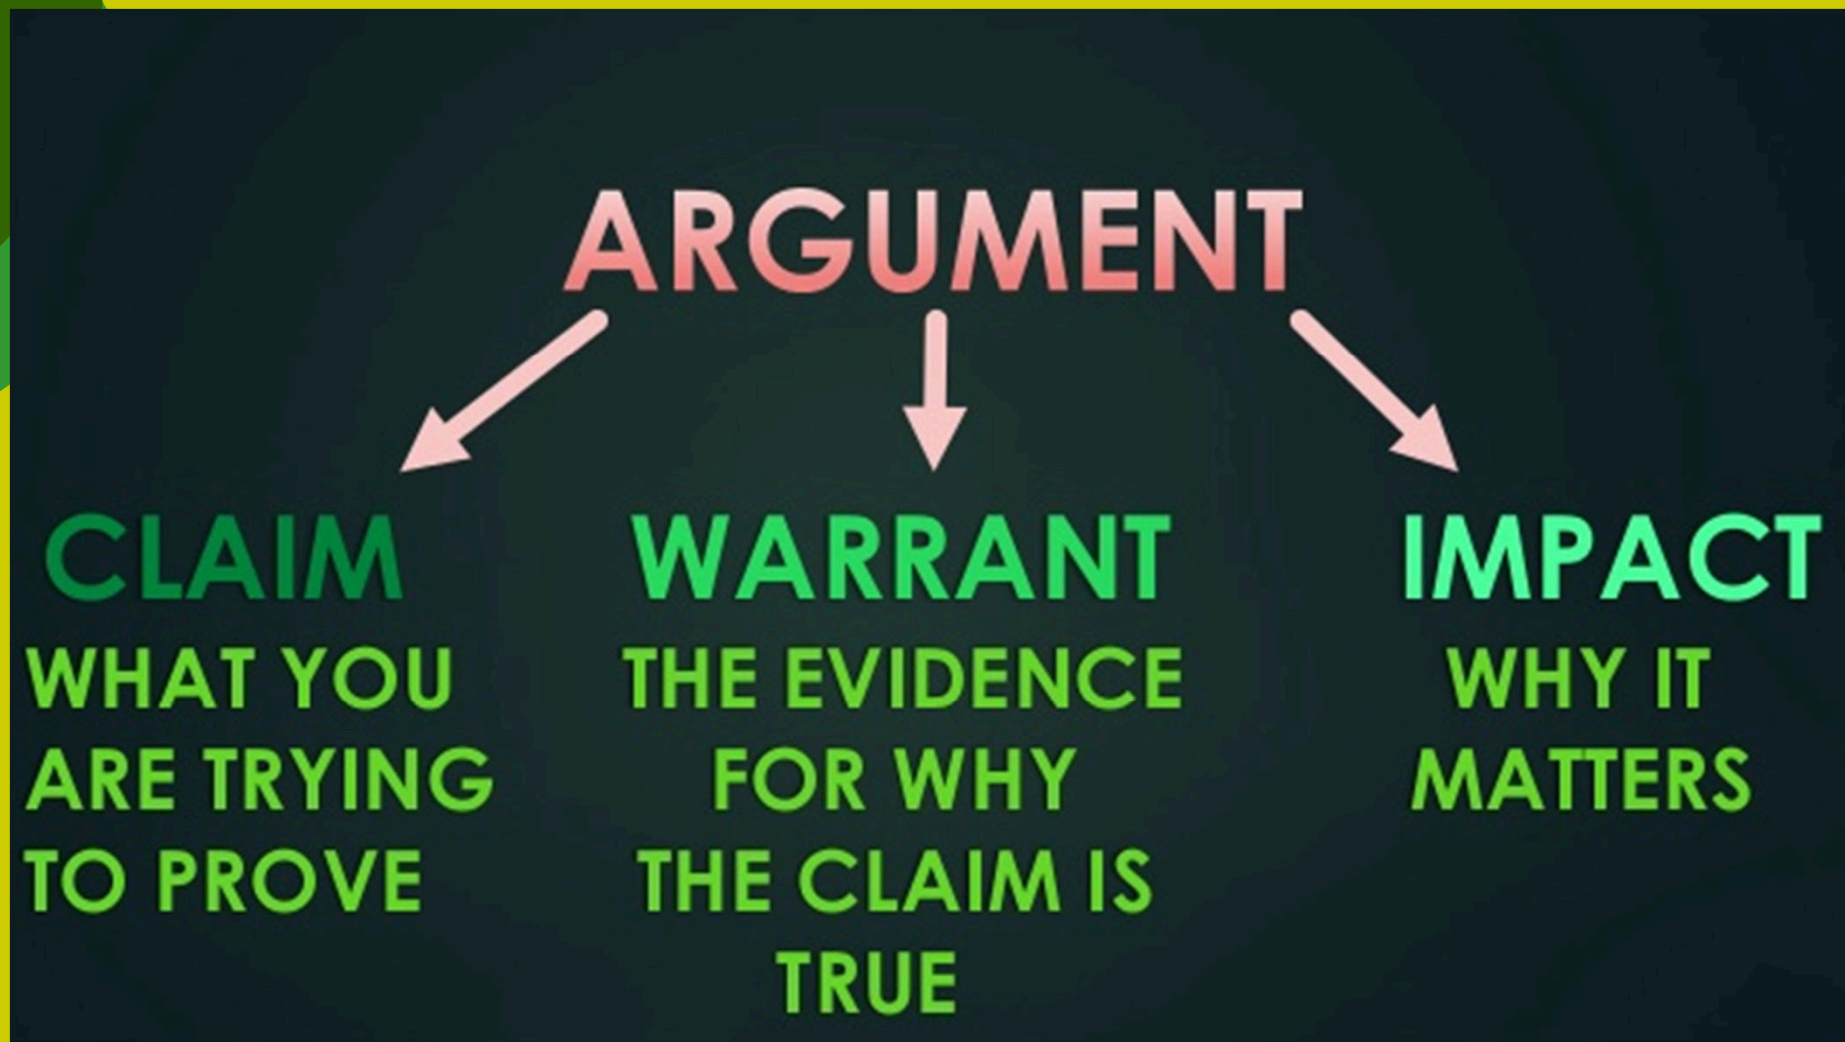 ARGUMENT
CLAIM
WHAT YOU
ARE TRYING
TO PROVE
WARRANT
THE EVIDENCE
FOR WHY
THE CLAIM IS
TRUE
IMPACT
WHY IT
MATTERS